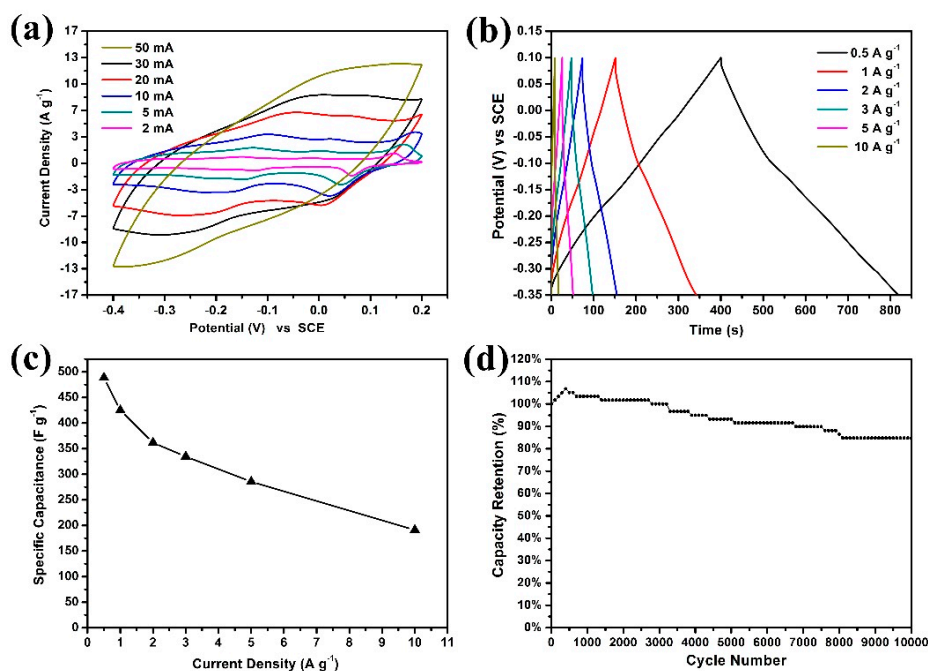 (a)
17
13
10
7
3
0
-3
-7
-10
-13
-17
Current Density (A g-1)
50 mA
30 mA
20 mA
10 mA
5 mA
2 mA
-0.4 -0.3 -0.2 -0.1 0.0 0.1 0.2
Potential (V) vs SCE
(b)
0.10
0.05
0.00
-0.05
-0.10
-0.15
-0.20
-0.25
-0.30
-0.35
Potential (V) vs SCE
0.5 A g-1
1 A g-1
2 A g-1
3 A g-1
5 A g-1
10 A g-1
0 100 200 300 400 500 600 700 800
Time (s)
(c)
500
450
400
350
300
250
200
150
100
50
0
Specific Capacitance (F g-1)
0 1 2 3 4 5 6 7 8 9 10 11
Current Density (A g-1)
(d)
120%
110%
100%
90%
80%
70%
60%
50%
40%
30%
20%
10%
0%
Capacity Retention (%)
0 1000 2000 3000 4000 5000 6000 7000 8000 9000 10000
Cycle Number